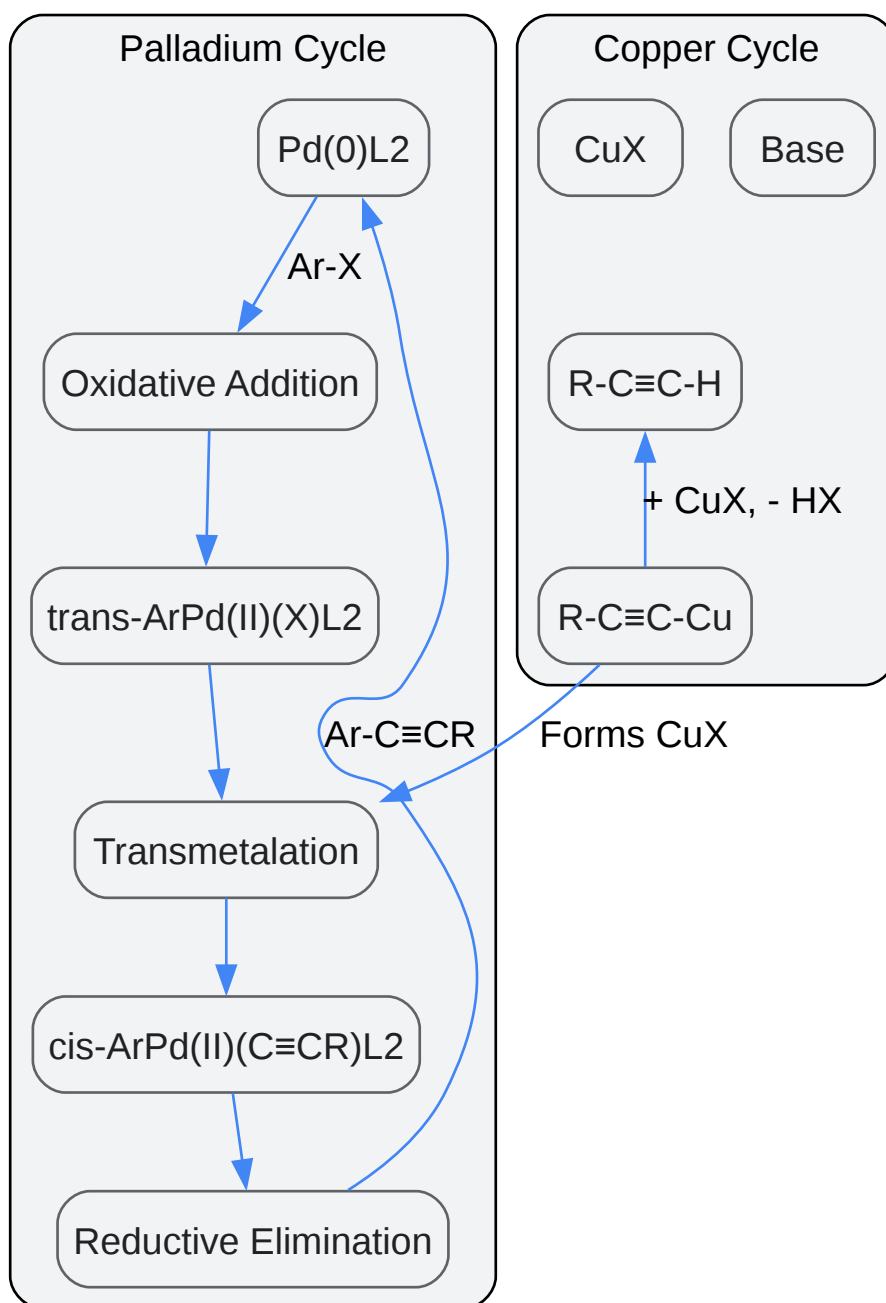 Palladium Cycle
Pd(0)L2
Ar-X
Oxidative Addition
trans-ArPd(II)(X)L2
Ar-C≡CR
Transmetalation
cis-ArPd(II)(C≡CR)L2
Reductive Elimination
Copper Cycle
CuX
Base
R-C≡C-H
+ CuX, - HX
R-C≡C-Cu
Forms CuX